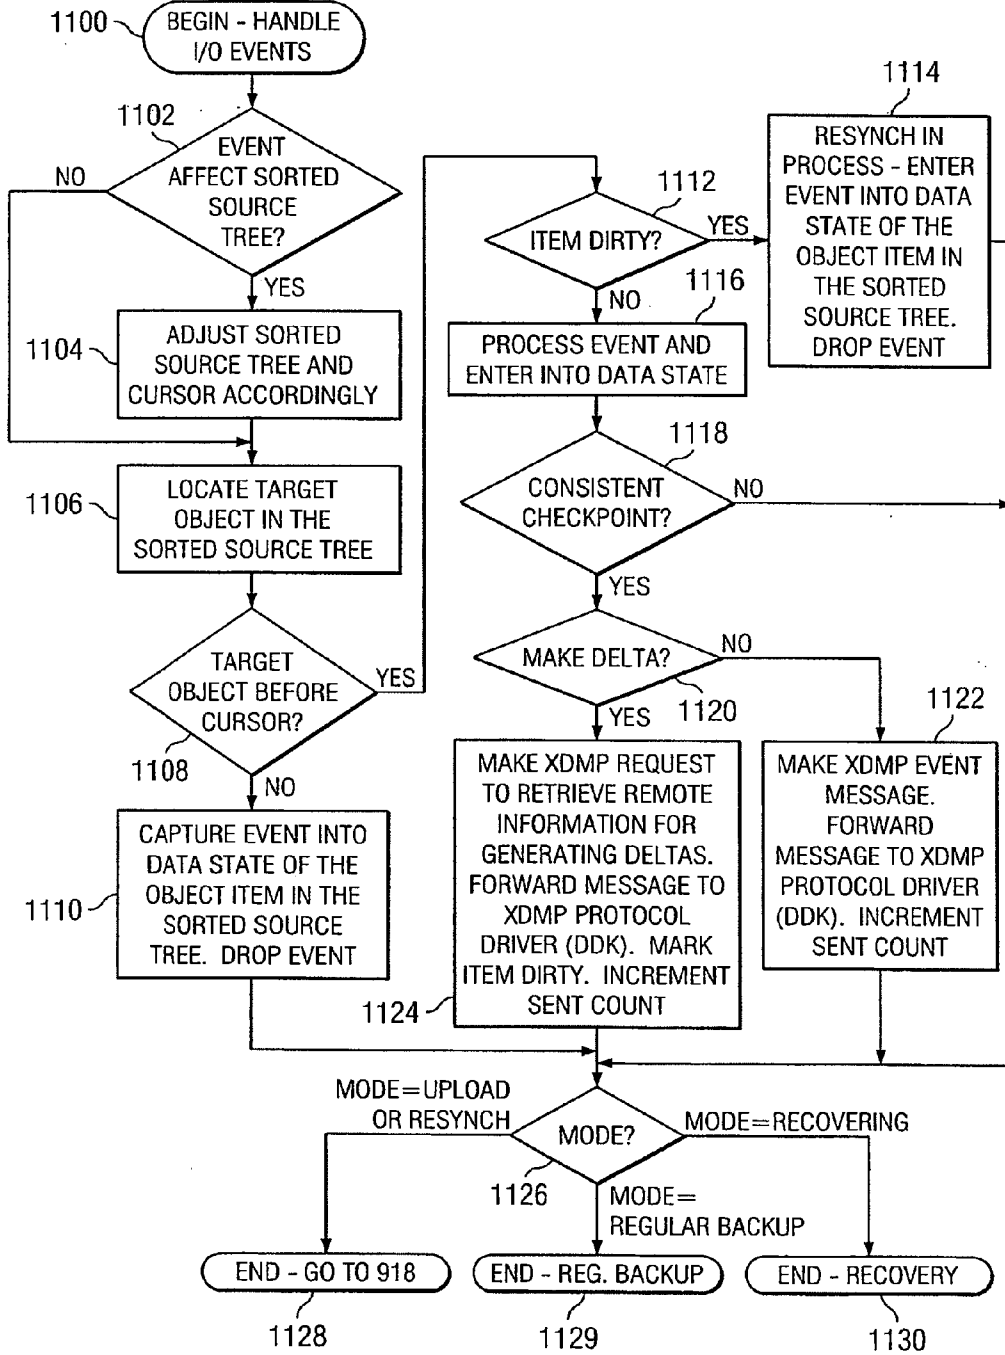 1100
BEGIN - HANDLE
I/O EVENTS
1102
EVENT
AFFECT SORTED
SOURCE
TREE?
NO
YES
1104
ADJUST SORTED
SOURCE TREE AND
CURSOR ACCORDINGLY
1106
LOCATE TARGET
OBJECT IN THE
SORTED SOURCE TREE
TARGET
OBJECT BEFORE
CURSOR?
YES
1108
NO
1110
CAPTURE EVENT INTO
DATA STATE OF THE
OBJECT ITEM IN THE
SORTED SOURCE
TREE. DROP EVENT
1112
ITEM DIRTY?
YES
NO
1114
RESYNCH IN
PROCESS - ENTER
EVENT INTO DATA
STATE OF THE
OBJECT ITEM IN
THE SORTED
SOURCE TREE.
DROP EVENT
1116
PROCESS EVENT AND
ENTER INTO DATA STATE
1118
CONSISTENT
CHECKPOINT?
NO
YES
MAKE DELTA?
NO
1120
YES
1122
MAKE XDMP EVENT
MESSAGE.
FORWARD
MESSAGE TO XDMP
PROTOCOL DRIVER
(DDK). INCREMENT
SENT COUNT
MAKE XDMP REQUEST
TO RETRIEVE REMOTE
INFORMATION FOR
GENERATING DELTAS.
FORWARD MESSAGE TO
XDMP PROTOCOL
DRIVER (DDK). MARK
ITEM DIRTY. INCREMENT
SENT COUNT
1124
MODE=UPLOAD
OR RESYNCH
MODE?
MODE=RECOVERING
1126
MODE=
REGULAR BACKUP
END - GO TO 918
END - REG. BACKUP
END - RECOVERY
1128
1129
1130